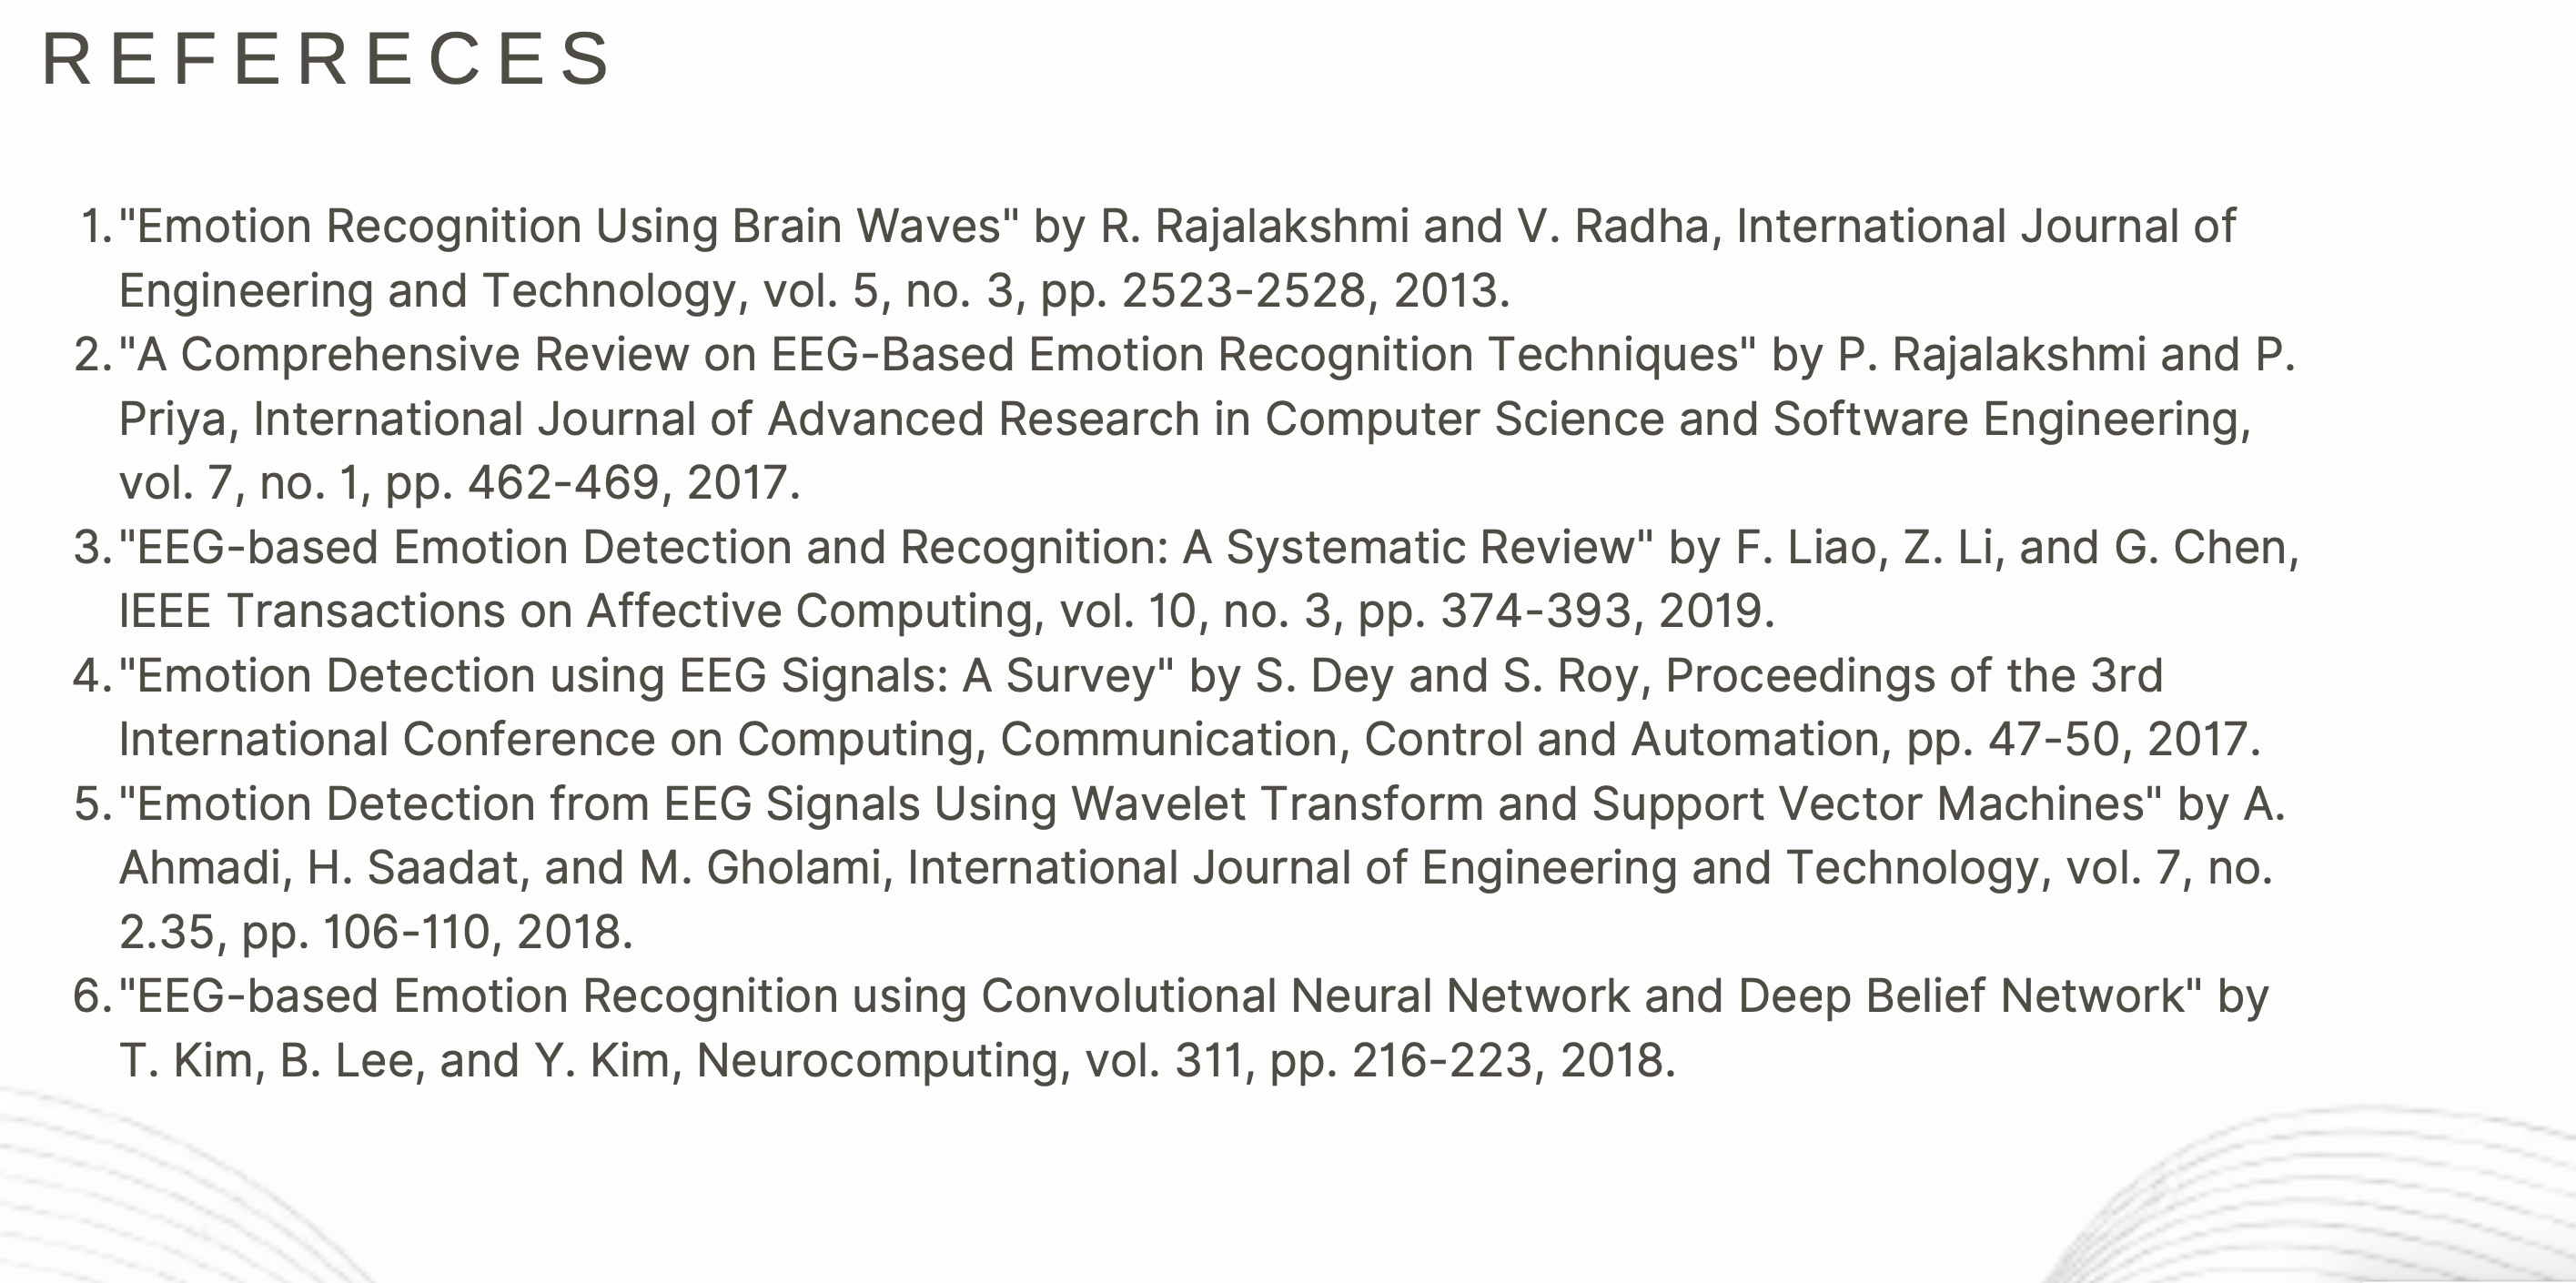 REFERECES
1. "Emotion Recognition Using Brain Waves" by R. Rajalakshmi and V. Radha, International Journal of
Engineering and Technology, vol. 5, no. 3, pp. 2523-2528, 2013.
2. "A Comprehensive Review on EEG-Based Emotion Recognition Techniques" by P. Rajalakshmi and P.
Priya, International Journal of Advanced Research in Computer Science and Software Engineering,
vol. 7, no. 1, pp. 462-469, 2017.
3. "EEG-based Emotion Detection and Recognition: A Systematic Review" by F. Liao, Z. Li, and G. Chen,
IEEE Transactions on Affective Computing, vol. 10, no. 3, pp. 374-393, 2019.
4. "Emotion Detection using EEG Signals: A Survey" by S. Dey and S. Roy, Proceedings of the 3rd
International Conference on Computing, Communication, Control and Automation, pp. 47-50, 2017.
5. "Emotion Detection from EEG Signals Using Wavelet Transform and Support Vector Machines" by A.
Ahmadi, H. Saadat, and M. Gholami, International Journal of Engineering and Technology, vol. 7, no.
2.35, pp. 106-110, 2018.
6. "EEG-based Emotion Recognition using Convolutional Neural Network and Deep Belief Network" by
T. Kim, B. Lee, and Y. Kim, Neurocomputing, vol. 311, pp. 216-223, 2018.